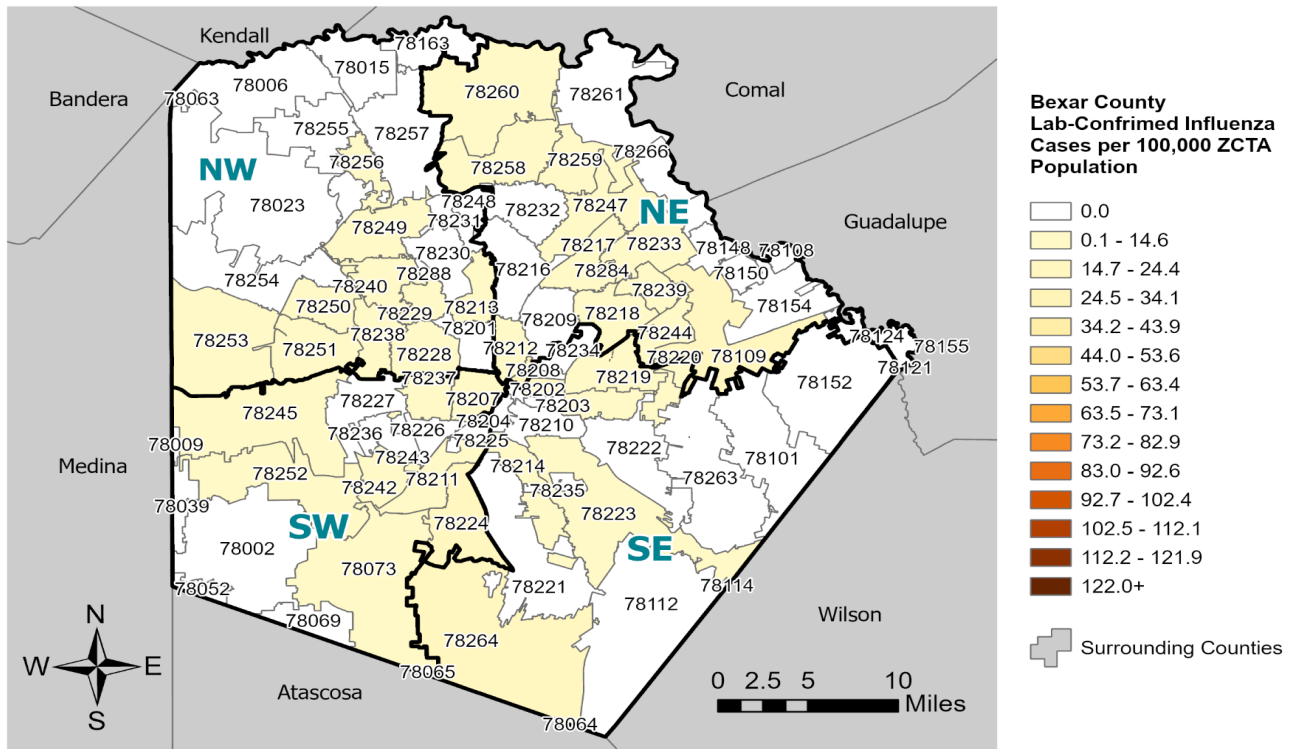 Kendall
78163
78015
Bandera
78006
78063
78260
78261
Comal
78255
78257
78256
78258
78259
78266
NW
78023
78248
78231
78232
78247
NE
78249
78230
78217
78233
Guadalupe
78148
78108
78254
78240
78288
78216
78284
78150
78250
78229
78213
78239
78154
78253
78251
78238
78201
78209
78218
78244
78228
78212
78234
78220
78109
78124
78155
78121
78237
78208
78219
78152
78245
78227
78207
78202
78203
78009
78236
78226
78204
78210
78225
78222
78101
Medina
78252
78243
78242
78211
78214
78235
78263
78039
SW
78224
78223
SE
78002
78073
78221
78114
78052
78112
78069
78264
Wilson
78065
Atascosa
78064
N
W
E
S
0 2.5 5 10
Miles
Bexar County
Lab-Confrimed Influenza
Cases per 100,000 ZCTA
Population
0.0
0.1 - 14.6
14.7 - 24.4
24.5 - 34.1
34.2 - 43.9
44.0 - 53.6
53.7 - 63.4
63.5 - 73.1
73.2 - 82.9
83.0 - 92.6
92.7 - 102.4
102.5 - 112.1
112.2 - 121.9
122.0+
Surrounding Counties